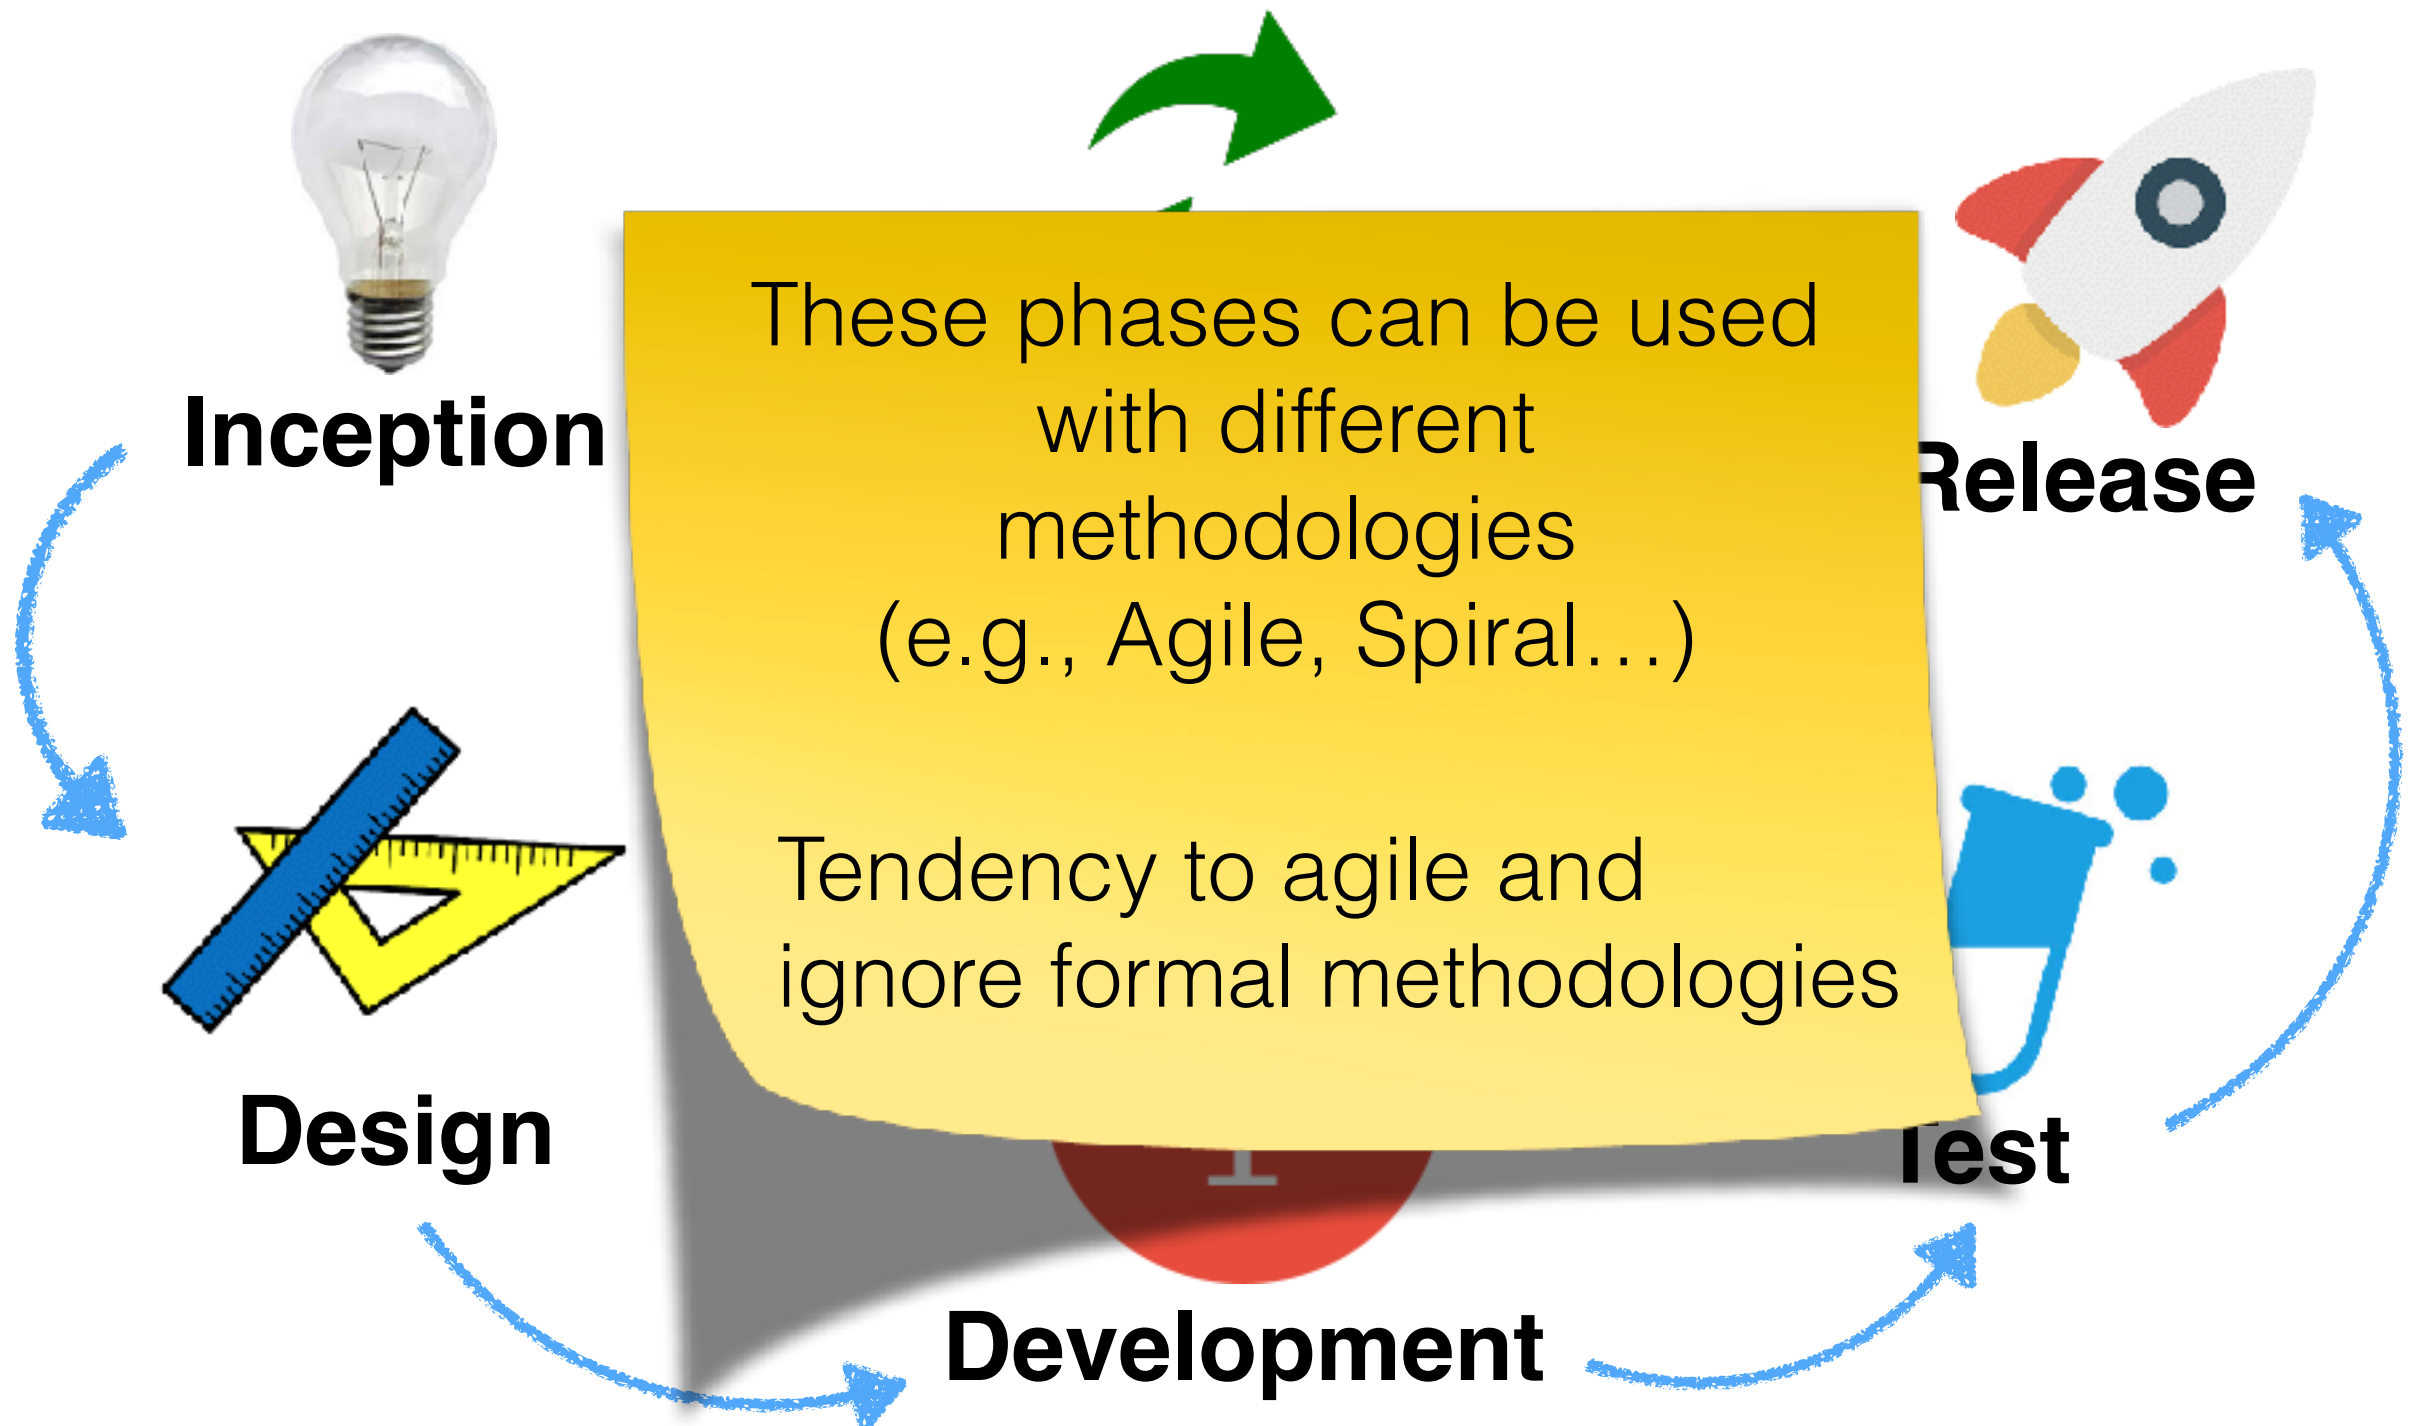 Inception
These phases can be used
with different
methodologies
(e.g., Agile, Spiral…)
Tendency to agile and
ignore formal methodologies
Release
Design
Test
Development